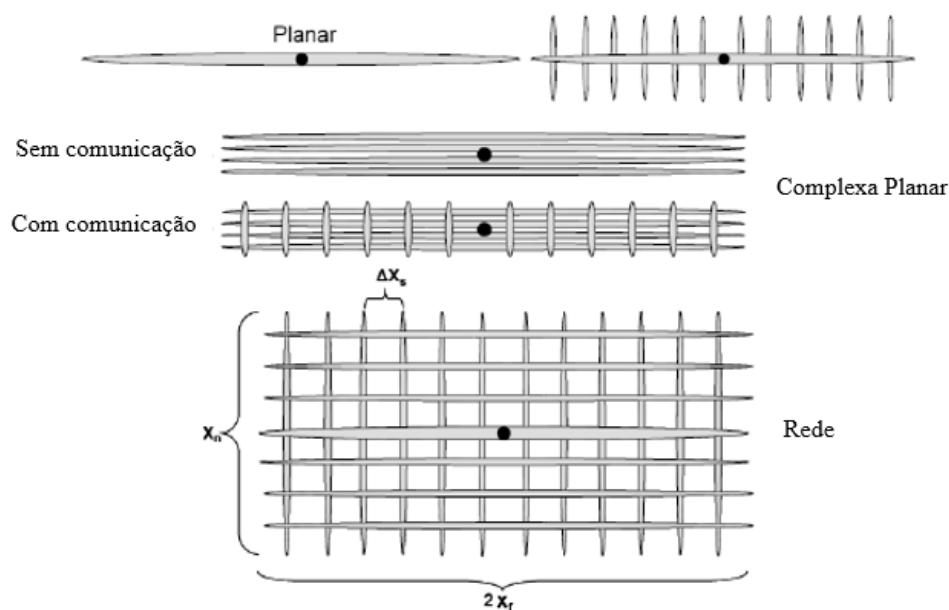 Planar
Sem comunicação
Complexa Planar
Com comunicação
ΔXs
Xn
Rede
2 xf